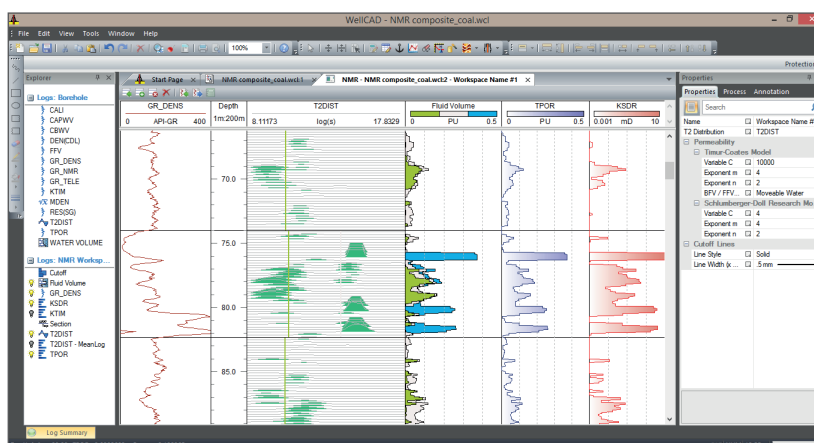 WellCAD - NMR composite_coal.wcl
File Edit View Tools Window Help
100%
Protection
Explorer
Start Page
NMR composite_coal.wcl:1
NMR - NMR composite_coal.wcl:2 - Workspace Name #1
Properties
Logs: Borehole
CALI
CAPWV
CBWV
DEN(CDL)
FFV
GR_DENS
GR_NMR
GR_TELE
KTIM
MDEN
RES(SG)
T2DIST
TPOR
WATER VOLUME
Logs: NMR Worksp...
Cutoff
Fluid Volume
GR_DENS
KSDR
KTIM
Section
T2DIST
T2DIST - MeanLog
TPOR
GR_DENS Depth T2DIST Fluid Volume TPOR KSDR
0 API-GR 400 1m:200m 8.11173 log(s) 17.8329 0 PU 0.5 0 PU 0.5 0.001 mD 10
70.0
75.0
80.0
85.0
Properties Process Annotation
Search
Name Workspace Name #
T2 Distribution T2DIST
Permeability
Timur-Coates Model
Variable C 10000
Exponent m 4
Exponent n 2
BFV / FFV... Moveable Water
Schlumberger-Doll Research Mo
Variable C 4
Exponent m 4
Exponent n 2
Cutoff Lines
Line Style Solid
Line Width (x ... .5 mm
Log Summary